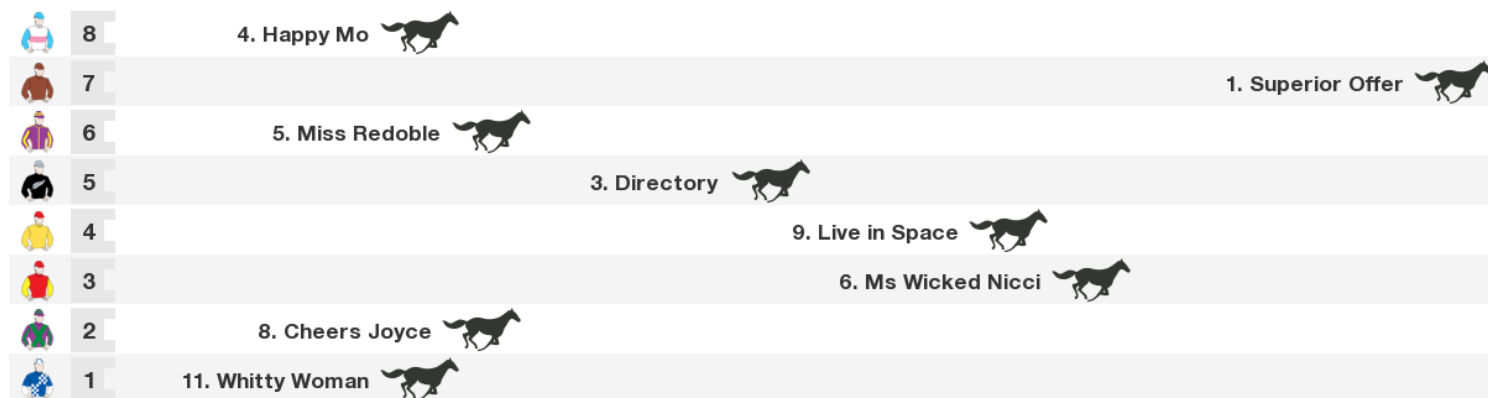 8 4. Happy Mo
7 1. Superior Offer
6 5. Miss Redoble
5 3. Directory
4 9. Live in Space
3 6. Ms Wicked Nicci
2 8. Cheers Joyce
1 11. Whitty Woman